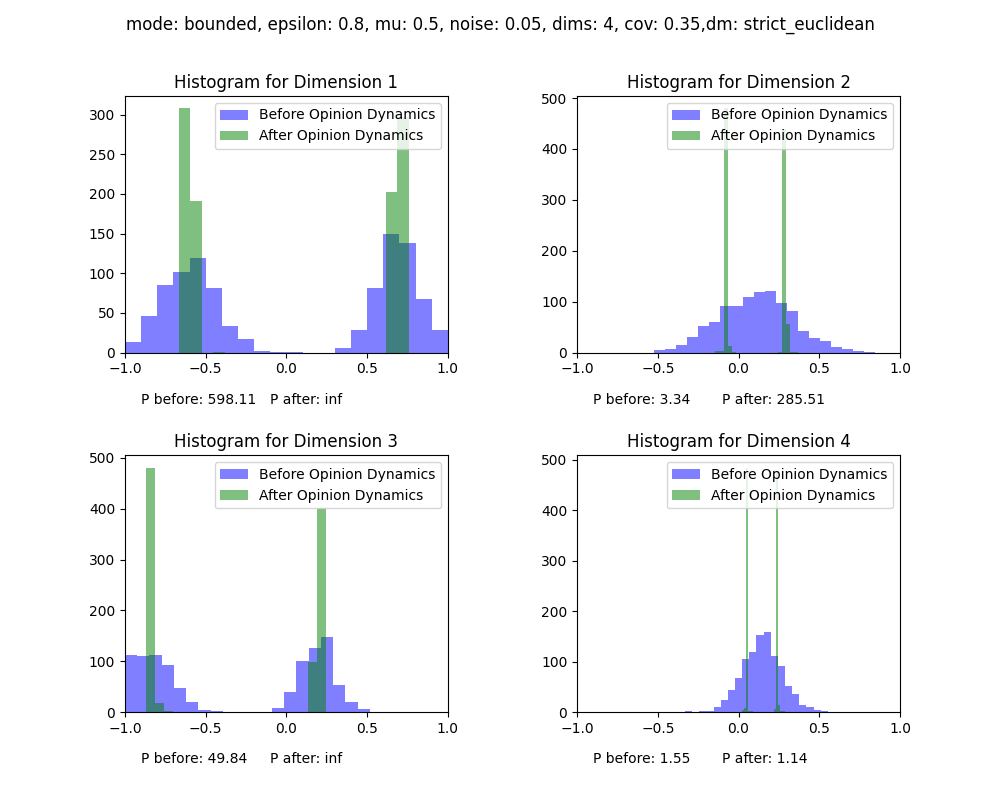 mode: bounded, epsilon: 0.8, mu: 0.5, noise: 0.05, dims: 4, cov: 0.35,dm: strict_euclidean
Histogram for Dimension 1
Before Opinion Dynamics
After Opinion Dynamics
300
250
200
150
100
50
0
−1.0 −0.5 0.0 0.5 1.0
P before: 598.11 P after: inf
Histogram for Dimension 2
Before Opinion Dynamics
After Opinion Dynamics
500
400
300
200
100
0
−1.0 −0.5 0.0 0.5 1.0
P before: 3.34 P after: 285.51
Histogram for Dimension 3
Before Opinion Dynamics
After Opinion Dynamics
500
400
300
200
100
0
−1.0 −0.5 0.0 0.5 1.0
P before: 49.84 P after: inf
Histogram for Dimension 4
Before Opinion Dynamics
After Opinion Dynamics
500
400
300
200
100
0
−1.0 −0.5 0.0 0.5 1.0
P before: 1.55 P after: 1.14